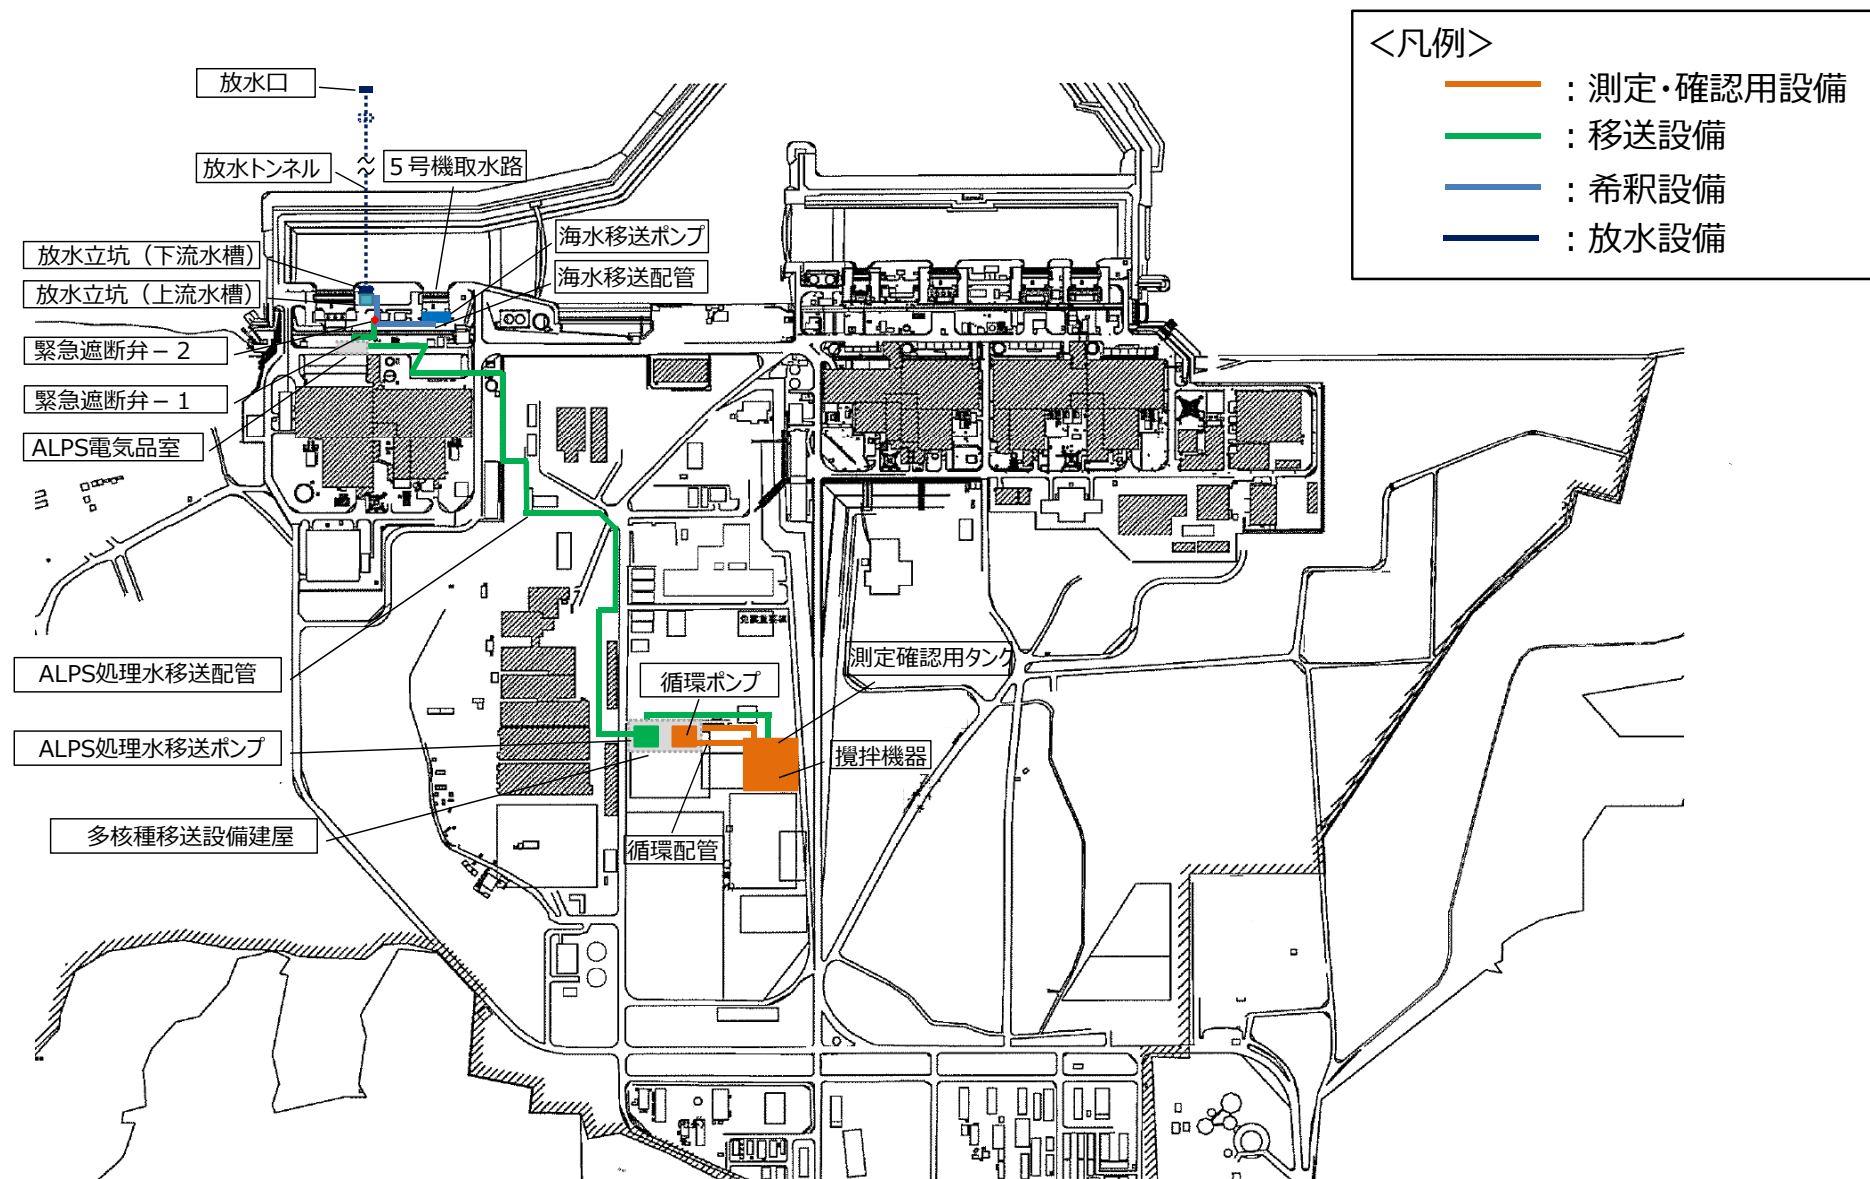 ＜凡例＞
：測定・確認用設備
：移送設備
：希釈設備
：放水設備
放水口
放水トンネル
５号機取水路
海水移送ポンプ
海水移送配管
放水立坑（下流水槽）
放水立坑（上流水槽）
緊急遮断弁－２
緊急遮断弁－１
ALPS電気品室
ALPS処理水移送配管
測定確認用タンク
循環ポンプ
ALPS処理水移送ポンプ
攪拌機器
多核種移送設備建屋
循環配管